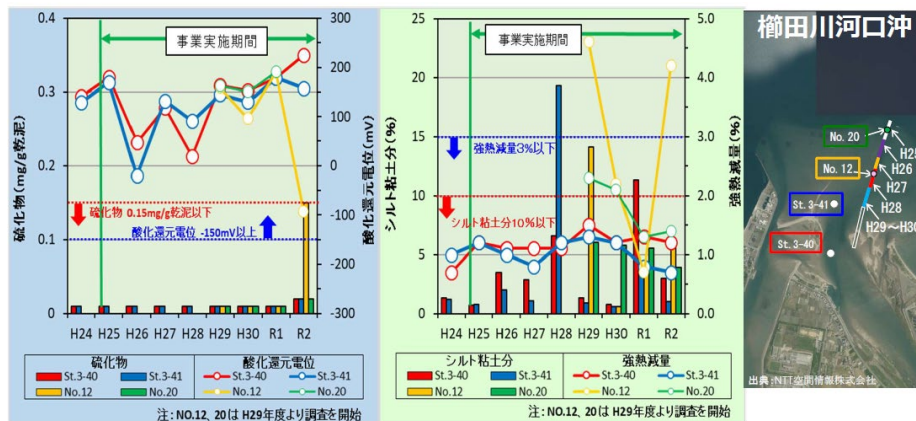 事業実施期間
硫化物(mg/g乾泥)
0.4
0.3
0.2
0.1
0
酸化還元電位(mV)
300
200
100
0
-100
-200
-300
硫化物 0.15mg/g乾泥以下
酸化還元電位 -150mV以上
H24 H25 H26 H27 H28 H29 H30 R1 R2
硫化物 酸化還元電位
St.3-40 St.3-41 St.3-40 St.3-41
No.12 No.20 No.12 No.20
注: NO.12、20は H29年度より調査を開始
事業実施期間
シルト粘土分(%)
25
20
15
10
5
0
強熱減量(%)
5.0
4.0
3.0
2.0
1.0
0.0
強熱減量3%以下
シルト粘土分10%以下
H24 H25 H26 H27 H28 H29 H30 R1 R2
シルト粘土分 強熱減量
St.3-40 St.3-41 St.3-40 St.3-41
No.12 No.20 No.12 No.20
注: NO.12、20は H29年度より調査を開始
櫛田川河口沖
No. 20
H25
No. 12
H26
H27
St. 3-41
H28
H29～H30
St. 3-40
出典:NTT空間情報株式会社